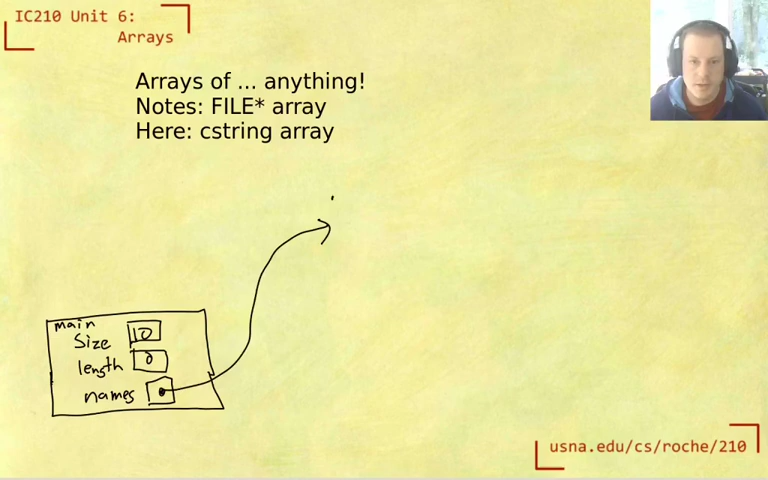 IC210 Unit 6:
Arrays
Arrays of ... anything!
Notes: FILE* array
Here: cstring array
main
Size 10
length 0
names
usna.edu/cs/roche/210